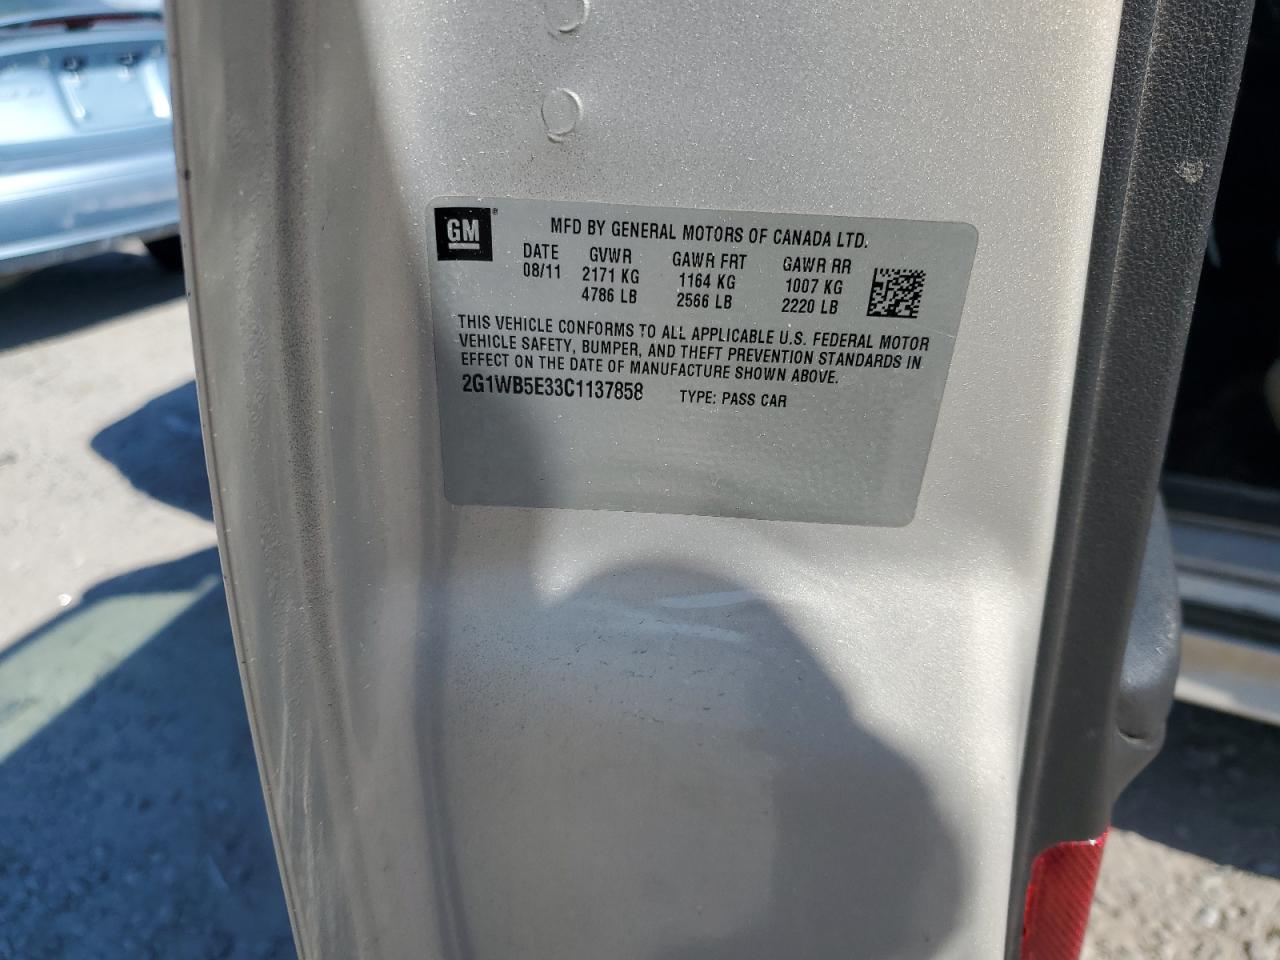 GM®
MFD BY GENERAL MOTORS OF CANADA LTD.
DATE GVWR GAWR FRT GAWR RR
08/11 2171 KG 1164 KG 1007 KG
4786 LB 2566 LB 2220 LB
THIS VEHICLE CONFORMS TO ALL APPLICABLE U.S. FEDERAL MOTOR
VEHICLE SAFETY, BUMPER, AND THEFT PREVENTION STANDARDS IN
EFFECT ON THE DATE OF MANUFACTURE SHOWN ABOVE.
2G1WB5E33C1137858 TYPE: PASS CAR